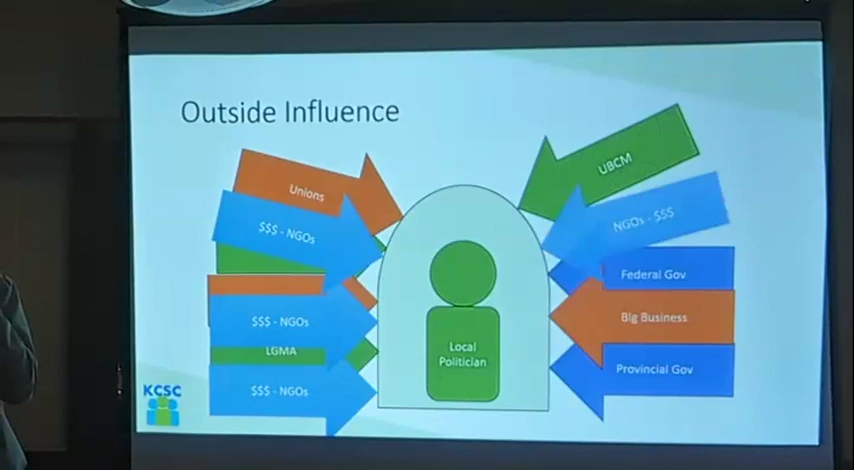 Outside Influence
Unions
$$$ - NGOs
$$$ - NGOs
LGMA
$$$ - NGOs
Local
Politician
UBCM
NGOs - $$$
Federal Gov
Big Business
Provincial Gov
KCSC